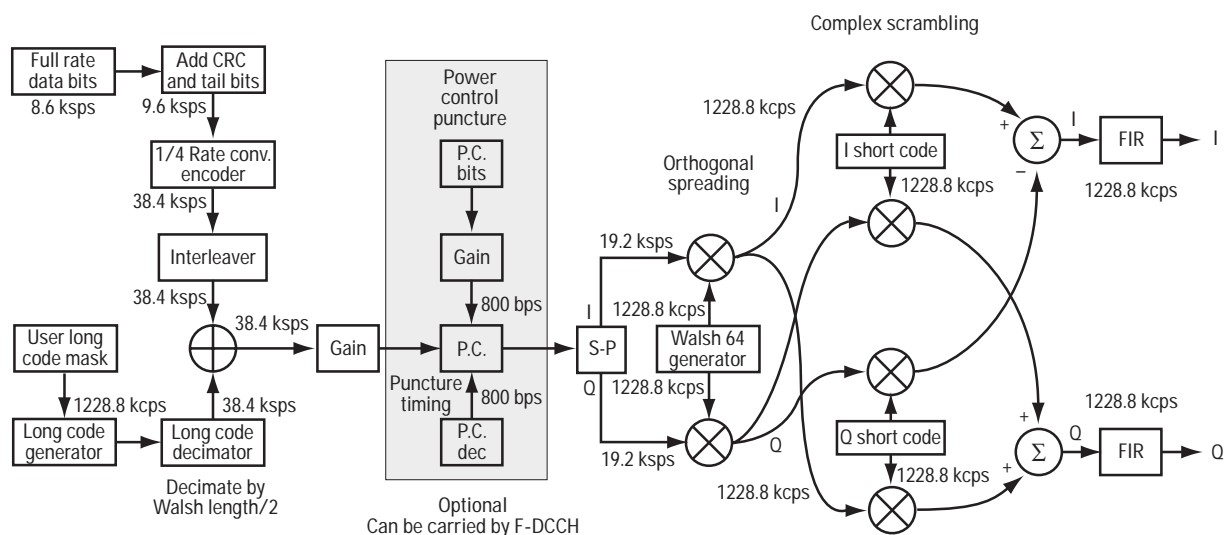 Complex scrambling
Full rate
data bits
8.6 ksps
Add CRC
and tail bits
9.6 ksps
1/4 Rate conv.
encoder
38.4 ksps
Interleaver
38.4 ksps
User long
code mask
1228.8 kcps
Long code
generator
Long code
decimator
38.4 ksps
Decimate by
Walsh length/2
38.4 ksps
Gain
Power
control
puncture
P.C.
bits
Gain
800 bps
P.C.
Puncture
timing
800 bps
P.C.
dec
Optional
Can be carried by F-DCCH
S-P
I
Q
19.2 ksps
19.2 ksps
Orthogonal
spreading
1228.8 kcps
Walsh 64
generator
1228.8 kcps
I
Q
1228.8 kcps
1228.8 kcps
I short code
1228.8 kcps
Q short code
1228.8 kcps
+
−
Σ
I
FIR
I
1228.8 kcps
+
+
Σ
Q
1228.8 kcps
FIR
Q